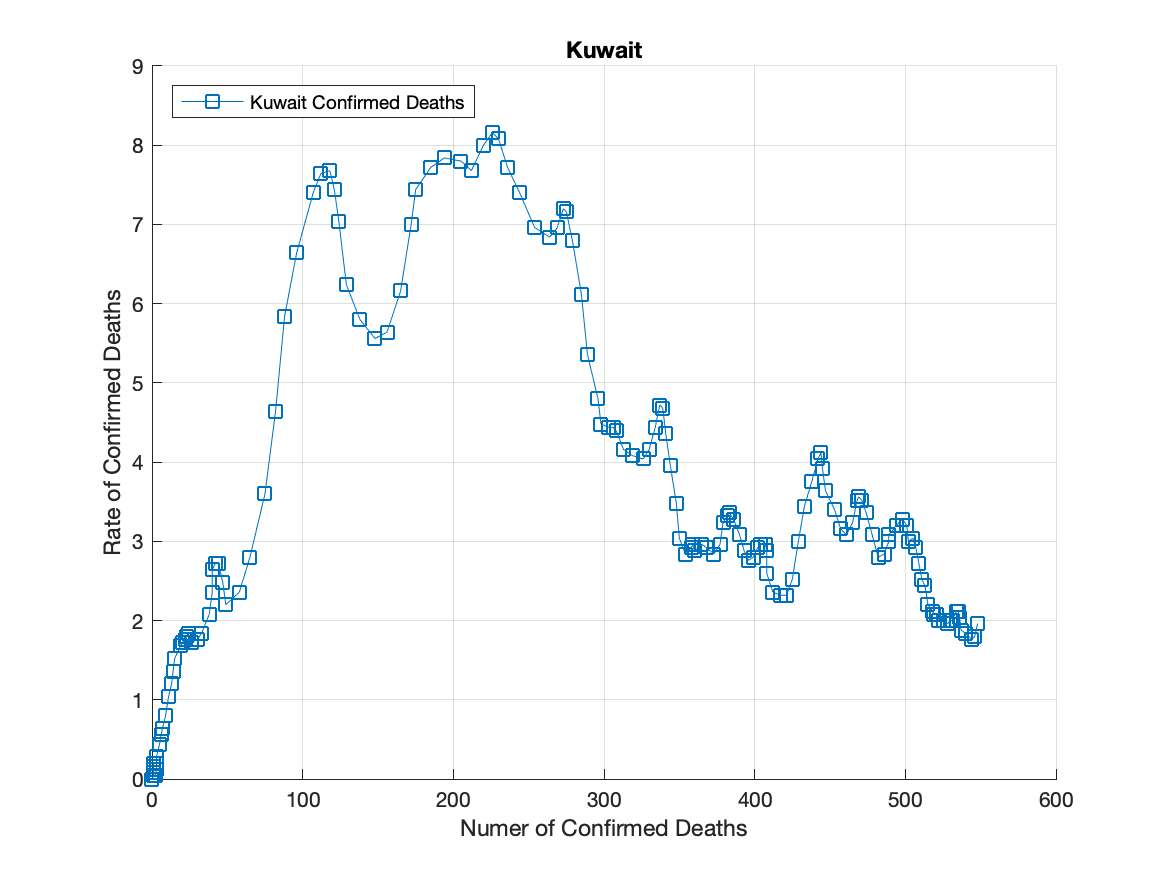 Kuwait
Kuwait Confirmed Deaths
9
8
7
6
5
4
3
2
1
0
Rate of Confirmed Deaths
0 100 200 300 400 500 600
Numer of Confirmed Deaths